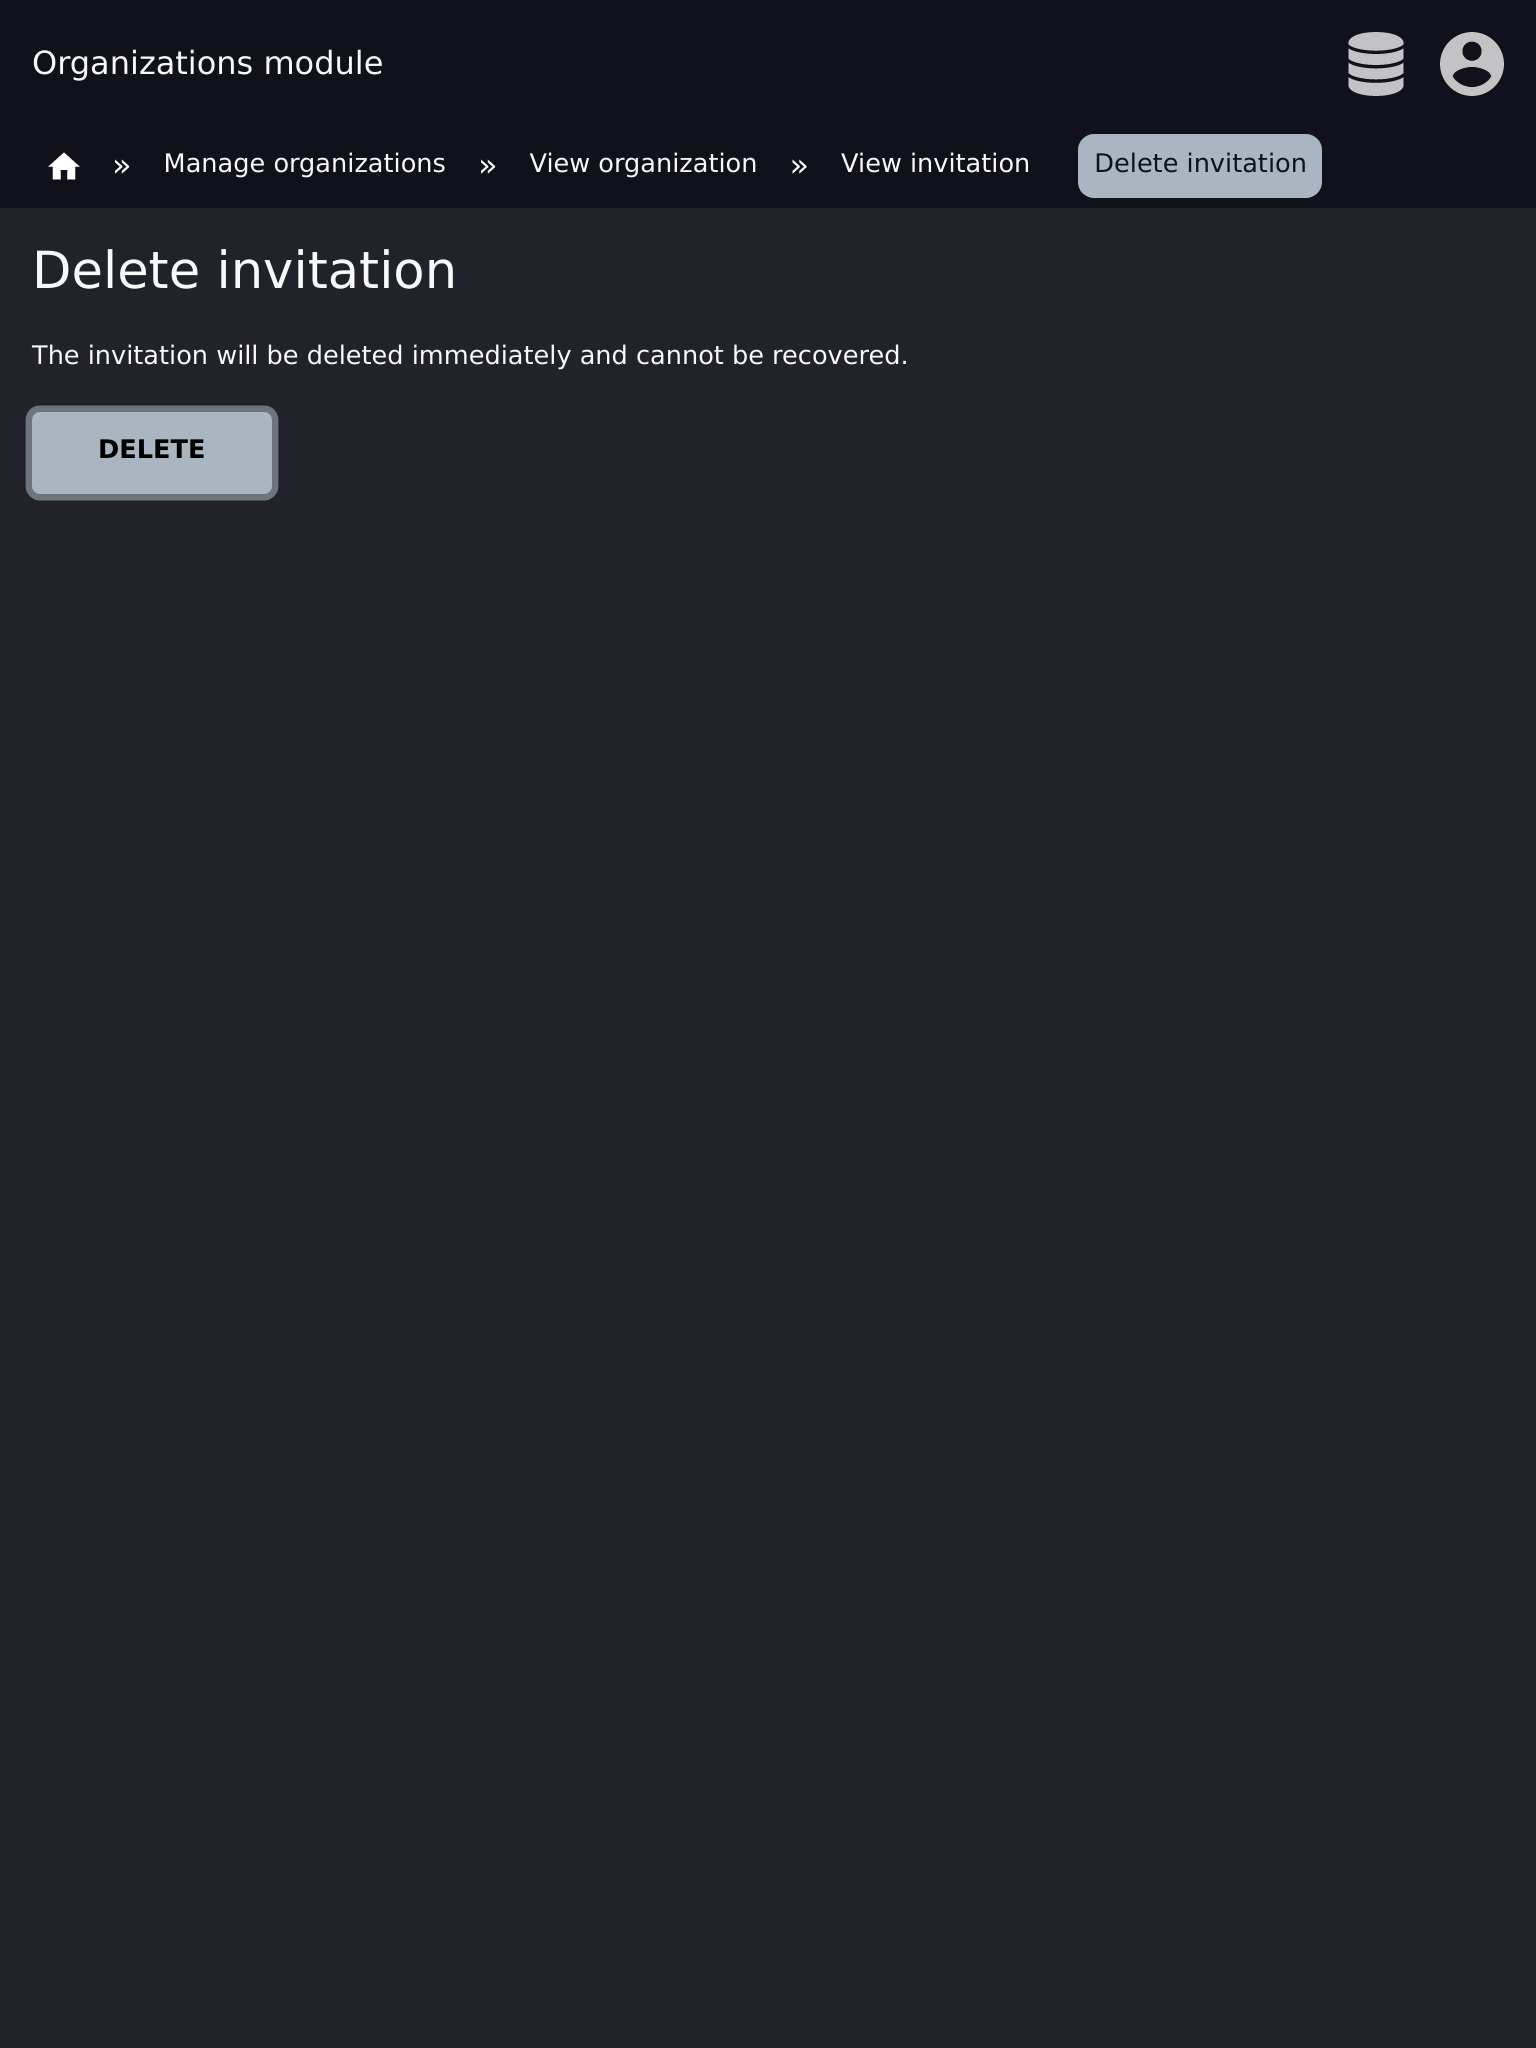 Organizations module
» Manage organizations » View organization » View invitation Delete invitation
Delete invitation
The invitation will be deleted immediately and cannot be recovered.
DELETE